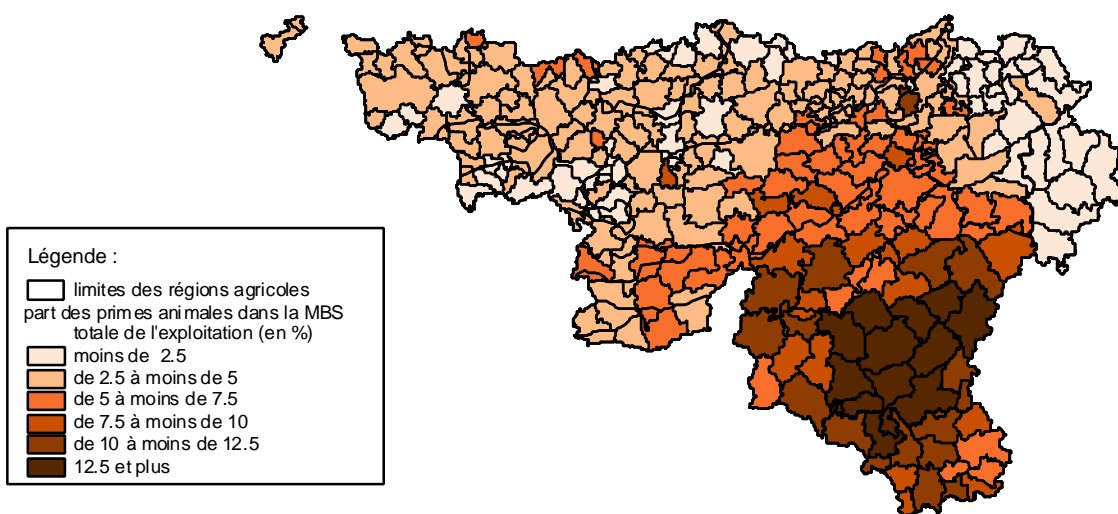 Légende :
limites des régions agricoles
part des primes animales dans la MBS
totale de l'exploitation (en %)
moins de 2.5
de 2.5 à moins de 5
de 5 à moins de 7.5
de 7.5 à moins de 10
de 10 à moins de 12.5
12.5 et plus